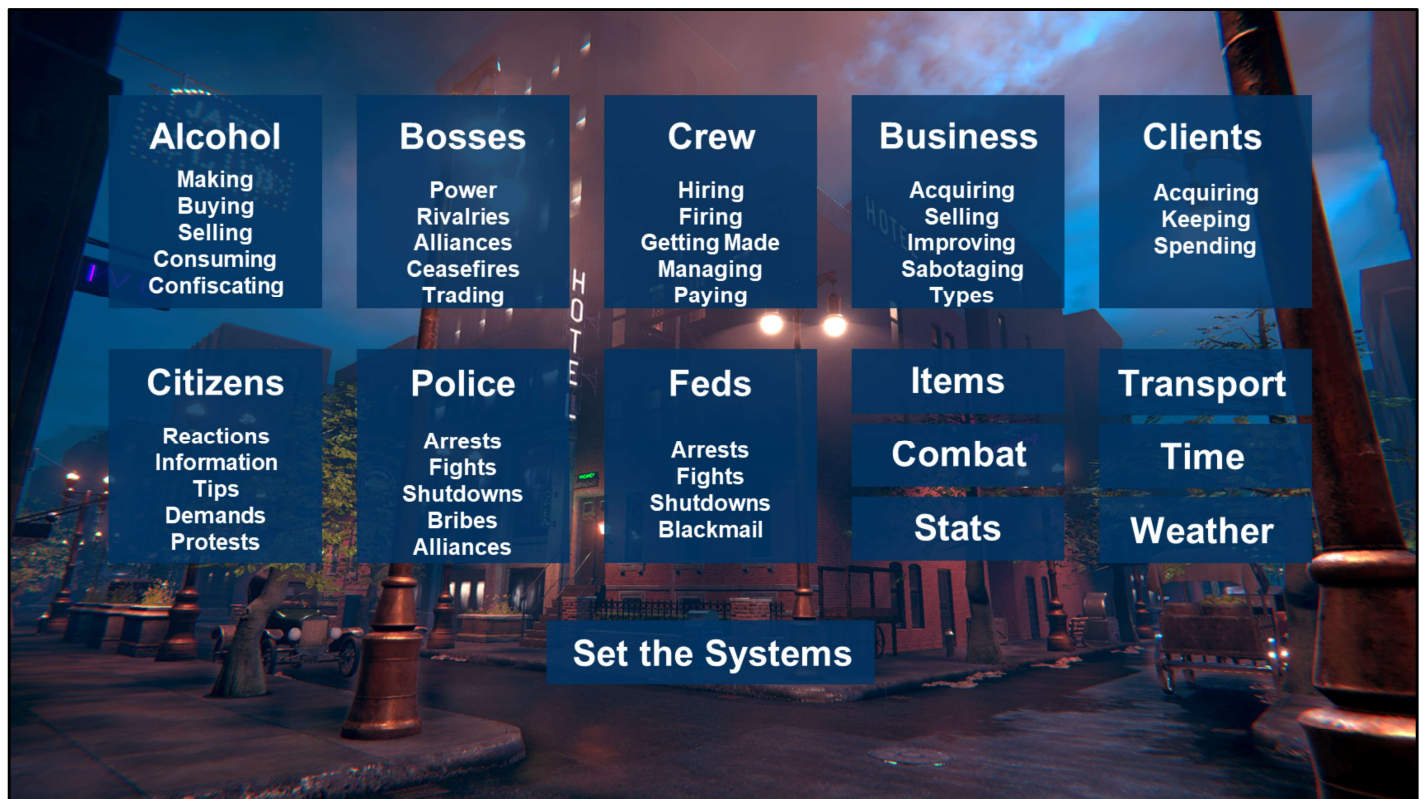 Alcohol
Making
Buying
Selling
Consuming
Confiscating
Bosses
Power
Rivalries
Alliances
Ceasefires
Trading
Crew
Hiring
Firing
Getting Made
Managing
Paying
Business
Acquiring
Selling
Improving
Sabotaging
Types
Clients
Acquiring
Keeping
Spending
Citizens
Reactions
Information
Tips
Demands
Protests
Police
Arrests
Fights
Shutdowns
Bribes
Alliances
Feds
Arrests
Fights
Shutdowns
Blackmail
Items
Combat
Stats
Transport
Time
Weather
Set the Systems
HOTEL
HOTE